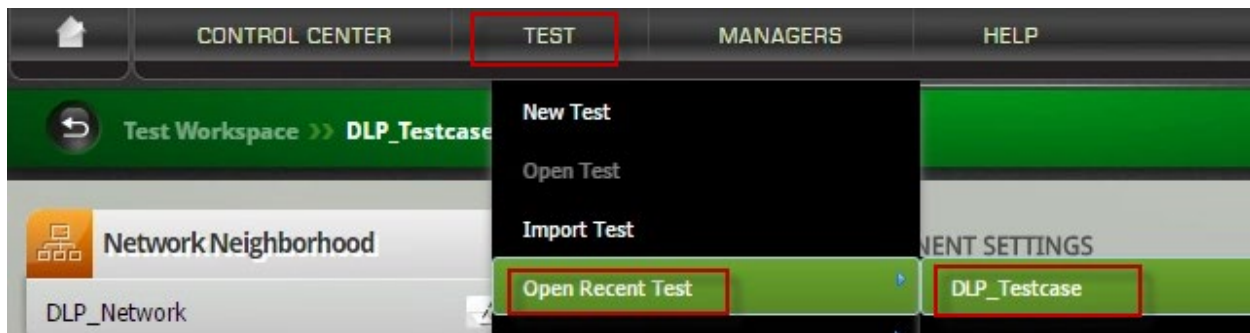 CONTROL CENTER TEST MANAGERS HELP
Test Workspace >> DLP_Testcase
New Test
Open Test
Import Test
Open Recent Test
DLP_Testcase
Network Neighborhood
DLP_Network
NENT SETTINGS